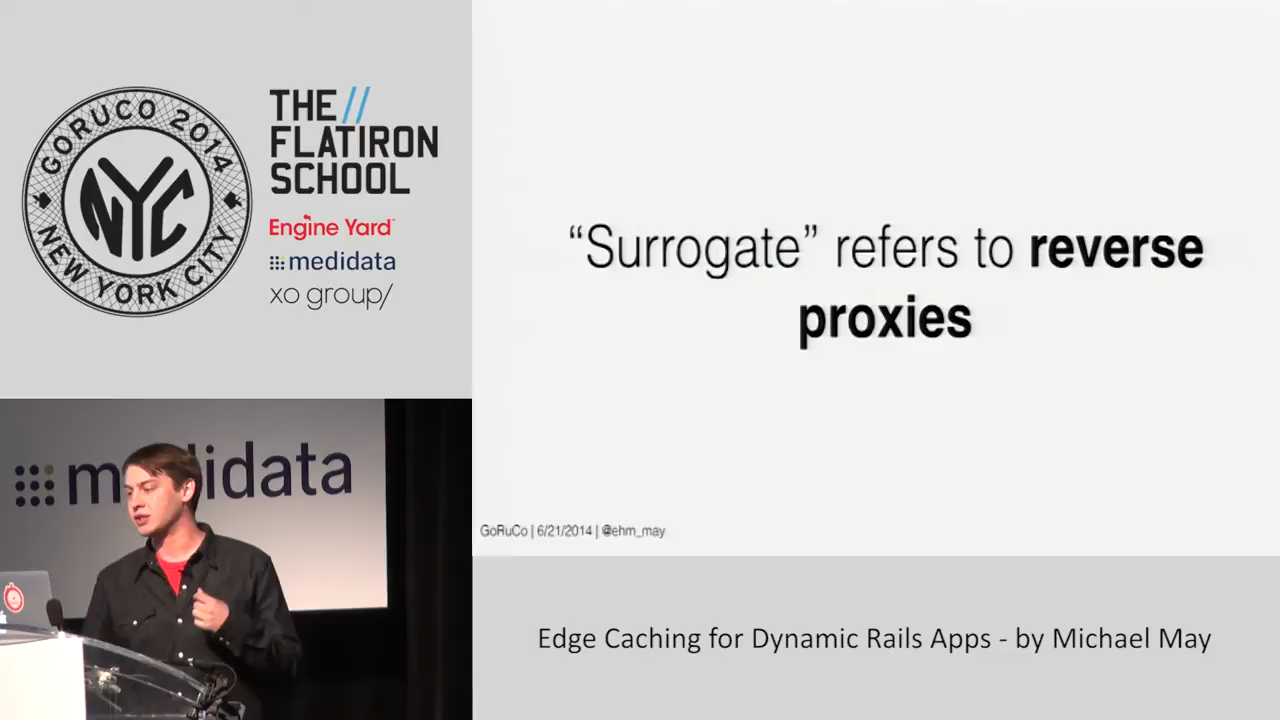 GORUCO 2014
NYC
NEW YORK CITY
THE //
FLATIRON
SCHOOL
Engine Yard
medidata
xo group/
"Surrogate" refers to reverse
proxies
GoRuCo | 6/21/2014 | @ehm_may
medidata
Edge Caching for Dynamic Rails Apps - by Michael May